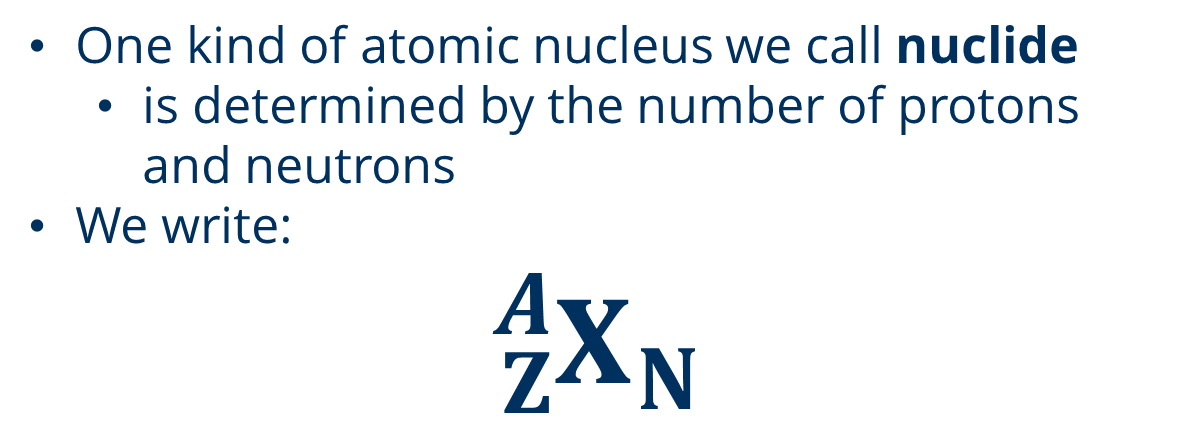 • One kind of atomic nucleus we call nuclide
• is determined by the number of protons
and neutrons
• We write:
A
Z X N